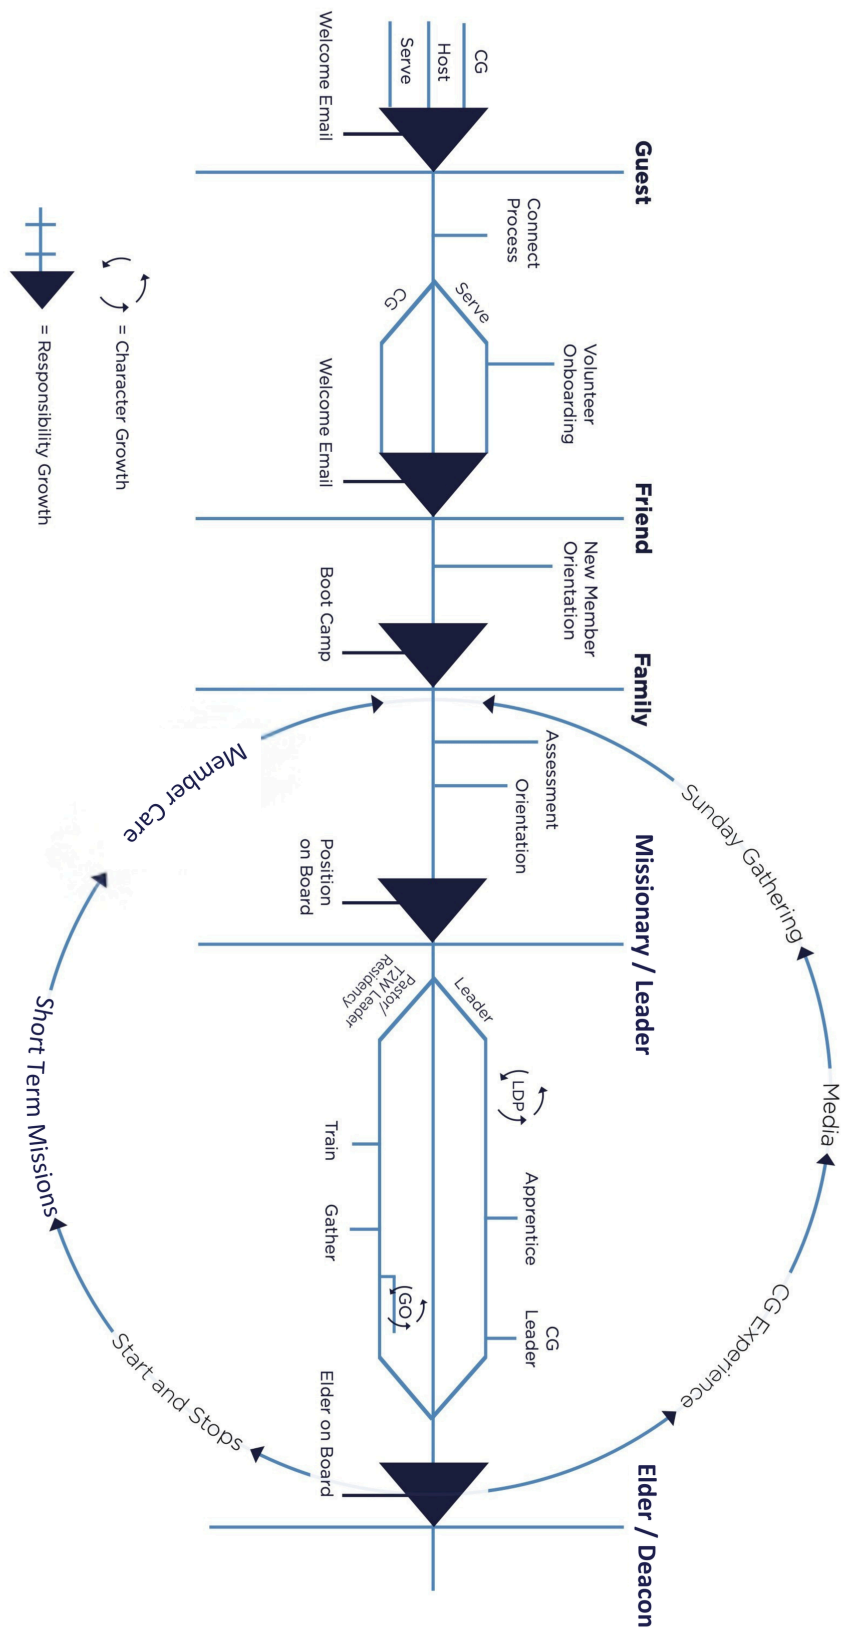 Guest
Friend
Family
Missionary / Leader
Elder / Deacon
CG
Host
Serve
Welcome Email
Connect
Process
Serve
CG
Volunteer
Onboarding
Welcome Email
New Member
Orientation
Boot Camp
Assessment
Orientation
Position
on Board
Leader
Pastor/
T2W Leader
Residency
LDP
Apprentice
CG
Leader
Train
Gather
GO
Elder on Board
Sunday Gathering
Media
CG Experience
Member Care
Short Term Missions
Start and Stops
= Character Growth
= Responsibility Growth